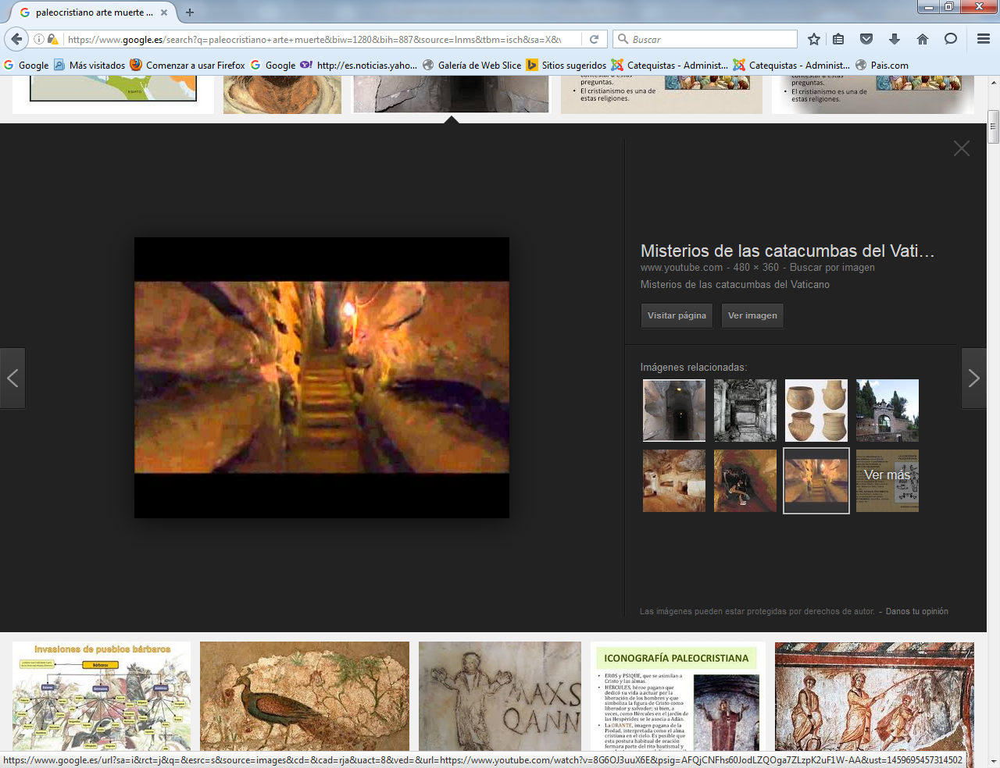 paleocristiano arte muerte ...
https://www.google.es/search?q=paleocristiano+arte+muerte&biw=1280&bih=887&source=lnms&tbm=isch&sa=X&v
Buscar
Google
Más visitados
Comenzar a usar Firefox
Google
http://es.noticias.yaho...
Galería de Web Slice
Sitios sugeridos
Catequistas - Administ...
Catequistas - Administ...
Pais.com
preguntas.
• El cristianismo es una de
estas religiones.
preguntas.
• El cristianismo es una de
estas religiones.
Misterios de las catacumbas del Vati...
www.youtube.com - 480 × 360 - Buscar por imagen
Misterios de las catacumbas del Vaticano
Visitar página
Ver imagen
Imágenes relacionadas:
Ver más
Las imágenes pueden estar protegidas por derechos de autor. - Danos tu opinión
Invasiones de pueblos bárbaros
Bárbaros
MAXS
QANN
ICONOGRAFÍA PALEOCRISTIANA
• EROS y PSIQUE, que se asimilan a
Cristo y las almas.
• HÉRCULES, héroe pagano que
dedicó su vida a actuar por la
liberación de los hombres y que
simboliza la figura de Cristo como
liberador y salvador; si bien, a
veces, como Hércules en el jardín de
las Hespérides se le asocia a Adán.
• La ORANTE, imagen pagana de la
Piedad, interpretada como el alma
cristiana en el cielo. Es posible que
esta postura habitual de oración
formara parte del rito bautismal y
https://www.google.es/url?sa=i&rct=j&q=&esrc=s&source=images&cd=&cad=rja&uact=8&ved=&url=https://www.youtube.com/watch?v=8G6OJ3uuX6E&psig=AFQjCNFhs60JodLZQOga7ZLzpK2uF1W-AA&ust=1459695457314502